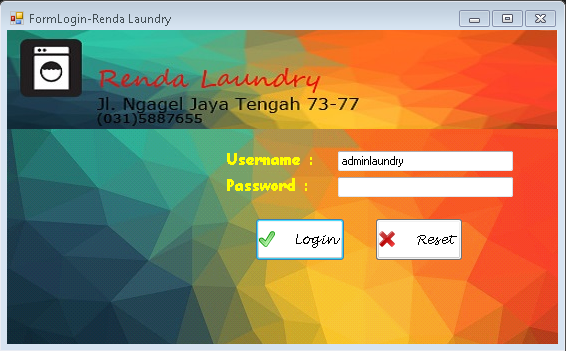 FormLogin-Renda Laundry
Renda Laundry
Jl. Ngagel Jaya Tengah 73-77
(031)5887655
Username : adminlaundry
Password :
Login Reset